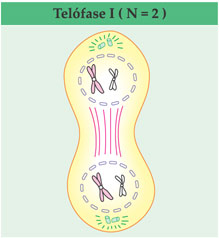 Telófase I ( N = 2 )